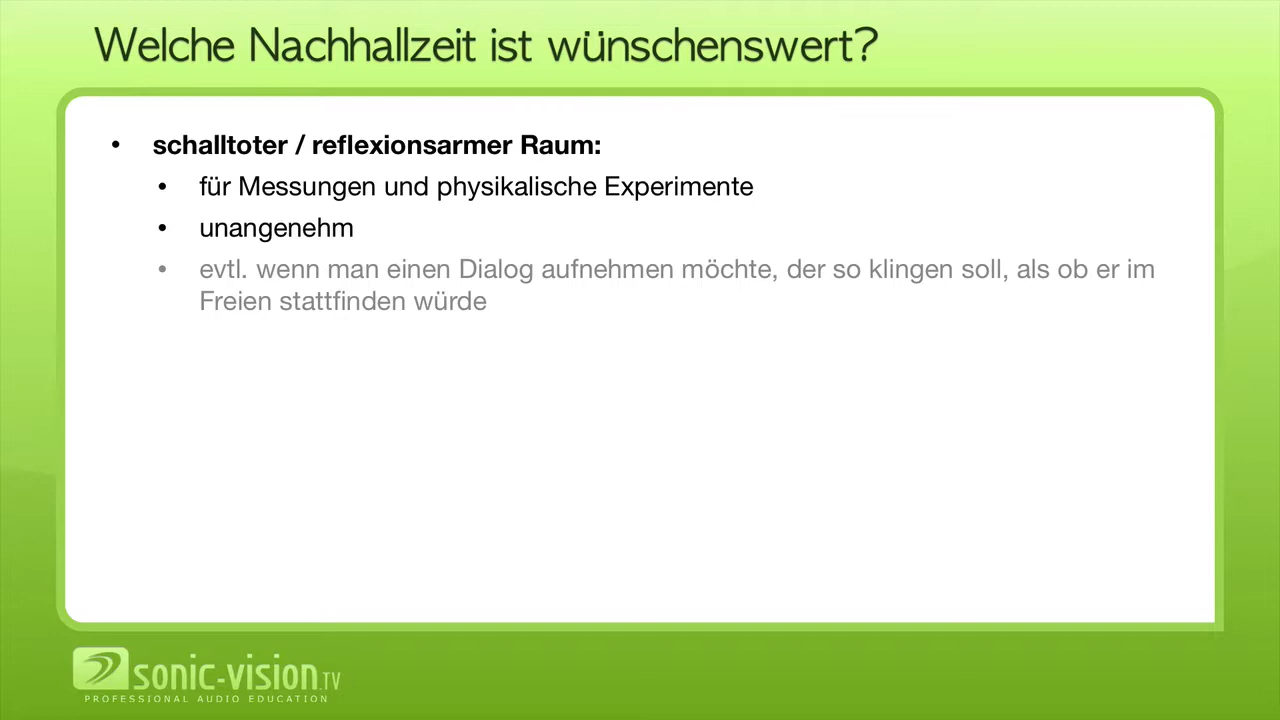 Welche Nachhallzeit ist wünschenswert?
• schalltoter / reflexionsarmer Raum:
• für Messungen und physikalische Experimente
• unangenehm
• evtl. wenn man einen Dialog aufnehmen möchte, der so klingen soll, als ob er im
Freien stattfinden würde
sonic-vision.TV
PROFESSIONAL AUDIO EDUCATION